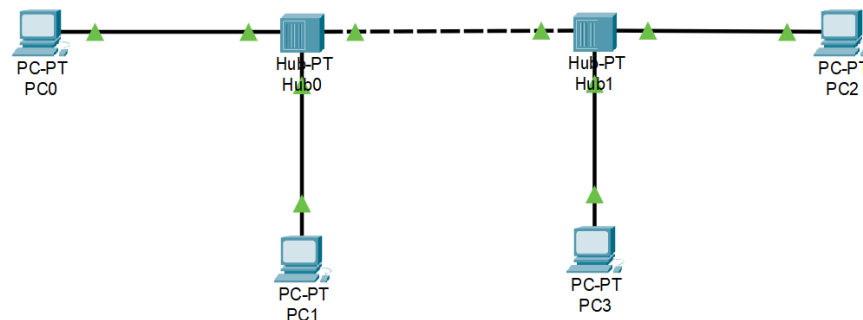 PC-PT
PC0
Hub-PT
Hub0
Hub-PT
Hub1
PC-PT
PC2
PC-PT
PC1
PC-PT
PC3